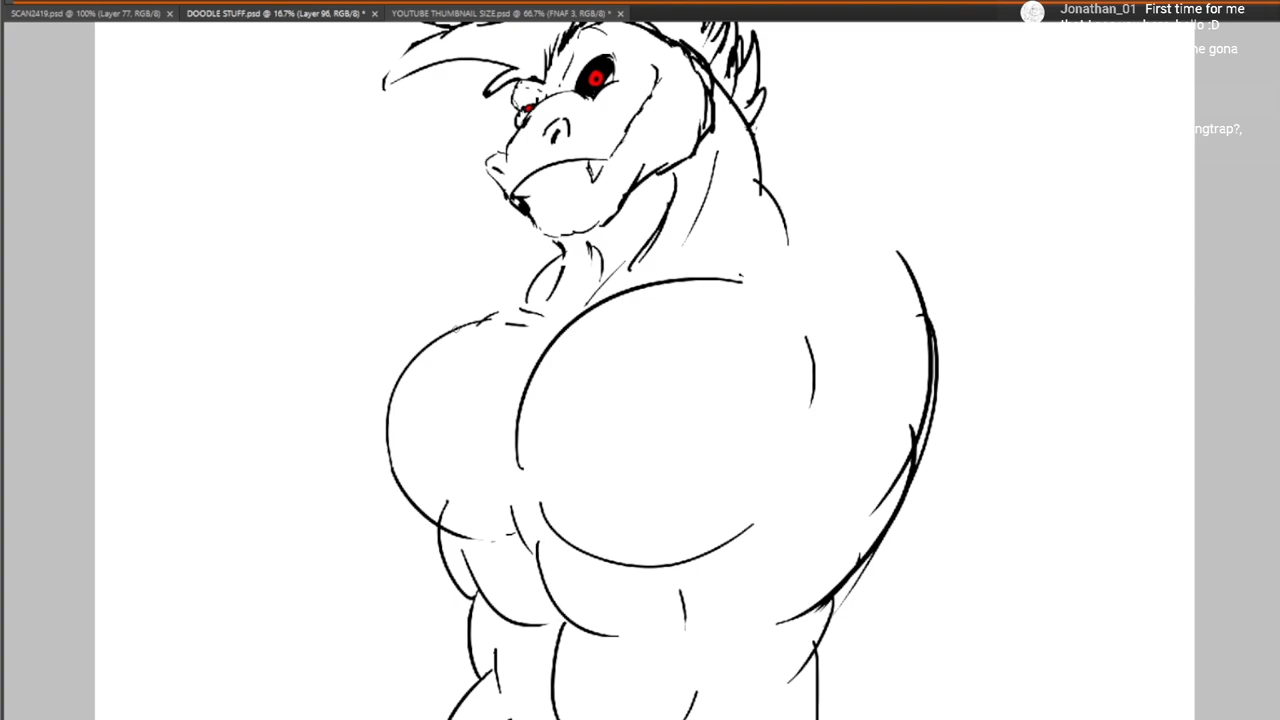 SCAN2419.psd @ 100% (Layer 77, RGB/8) × DOODLE STUFF.psd @ 16.7% (Layer 96, RGB/8) * × YOUTUBE THUMBNAIL SIZE.psd @ 66.7% (FNAF 3, RGB/8) * ×
Jonathan_01 First time for me
:D
gona
ngtrap?,